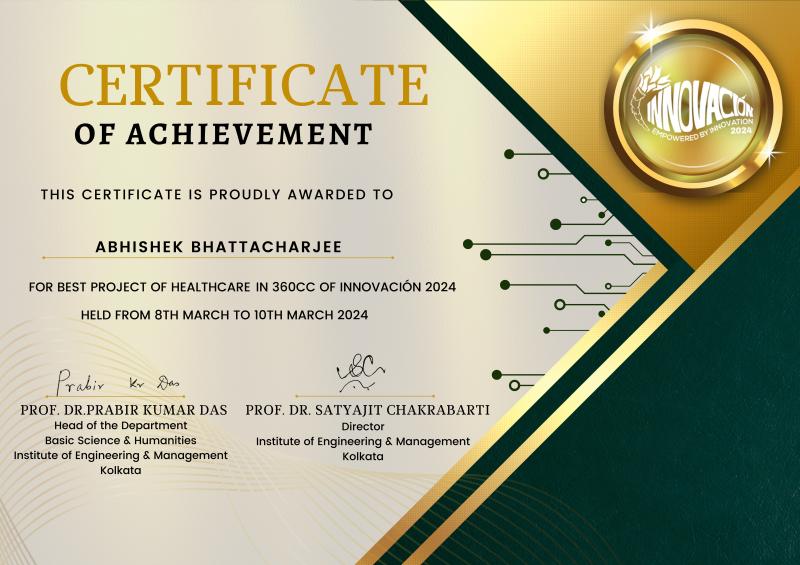 CERTIFICATE
OF ACHIEVEMENT
THIS CERTIFICATE IS PROUDLY AWARDED TO
ABHISHEK BHATTACHARJEE
FOR BEST PROJECT OF HEALTHCARE IN 360CC OF INNOVACIÓN 2024
HELD FROM 8TH MARCH TO 10TH MARCH 2024
Prabir Kr Das
PROF. DR.PRABIR KUMAR DAS
Head of the Department
Basic Science & Humanities
Institute of Engineering & Management
Kolkata
PROF. DR. SATYAJIT CHAKRABARTI
Director
Institute of Engineering & Management
Kolkata
INNOVACIÓN
EMPOWERED BY INNOVATION
2024